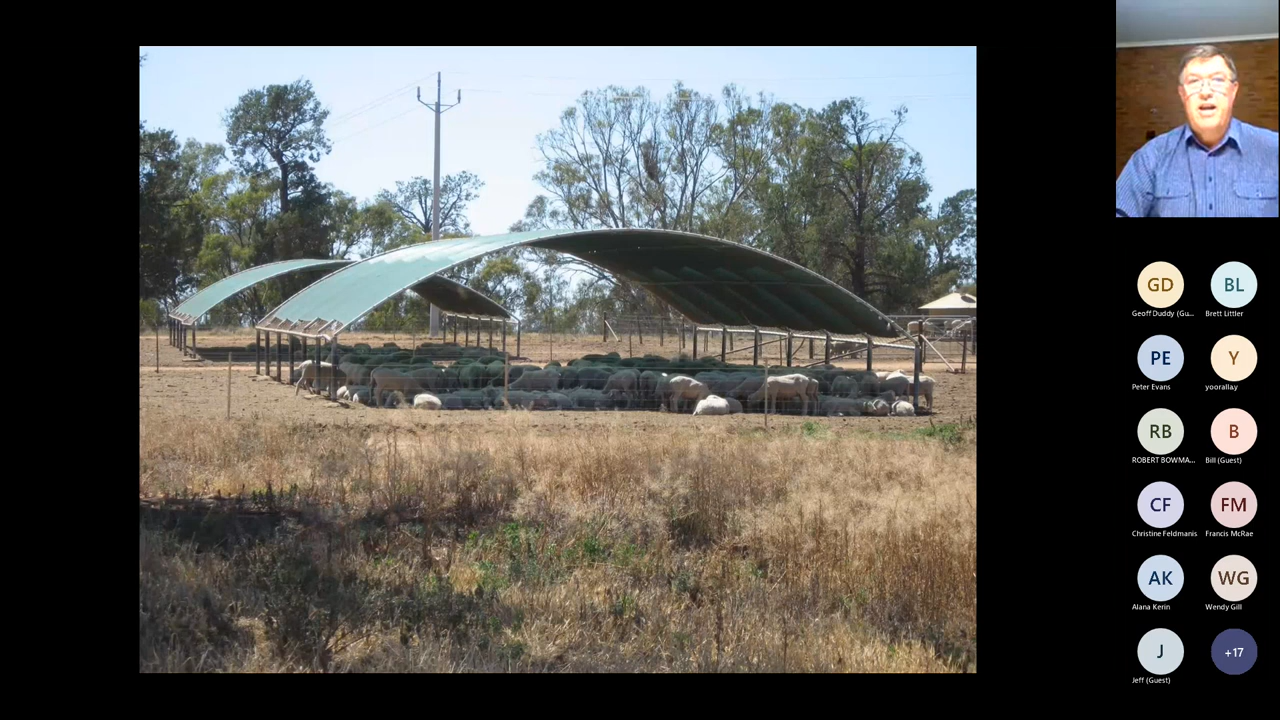 GD
BL
Geoff Duddy (Gu...
Brett Littler
PE
Y
Peter Evans
yoorallay
RB
B
ROBERT BOWMA...
Bill (Guest)
CF
FM
Christine Feldmanis
Francis McRae
AK
WG
Alana Kerin
Wendy Gill
J
+17
Jeff (Guest)